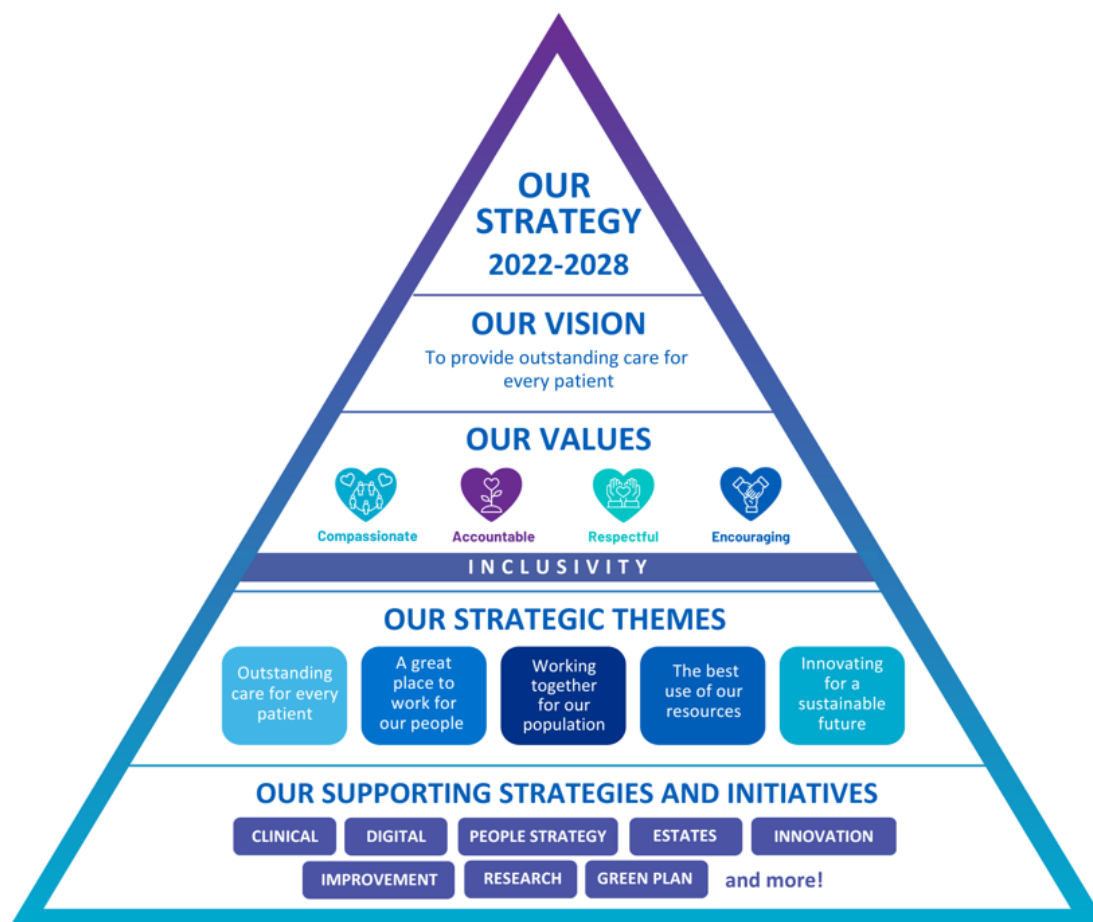 OUR
STRATEGY
2022-2028
OUR VISION
To provide outstanding care for
every patient
OUR VALUES
Compassionate
Accountable
Respectful
Encouraging
INCLUSIVITY
OUR STRATEGIC THEMES
Outstanding
care for every
patient
A great
place to
work for
our people
Working
together
for our
population
The best
use of our
resources
Innovating
for a
sustainable
future
OUR SUPPORTING STRATEGIES AND INITIATIVES
CLINICAL
DIGITAL
PEOPLE STRATEGY
ESTATES
INNOVATION
IMPROVEMENT
RESEARCH
GREEN PLAN
and more!